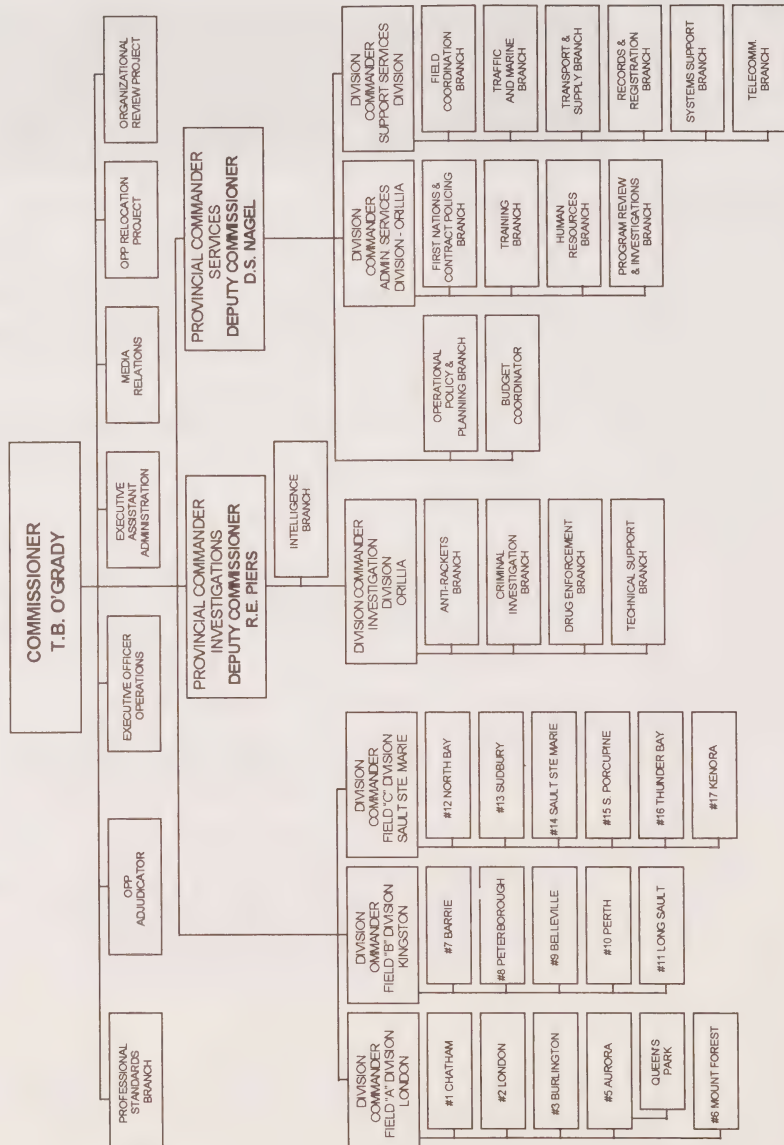 COMMISSIONER
T.B. O'GRADY
PROFESSIONAL
STANDARDS
BRANCH
OPP
ADJUDICATOR
EXECUTIVE OFFICER
OPERATIONS
EXECUTIVE
ASSISTANT
ADMINISTRATION
MEDIA
RELATIONS
OPP RELOCATION
PROJECT
ORGANIZATIONAL
REVIEW PROJECT
PROVINCIAL COMMANDER
INVESTIGATIONS
DEPUTY COMMISSIONER
R.E. PIERS
PROVINCIAL COMMANDER
SERVICES
DEPUTY COMMISSIONER
D.S. NAGEL
INTELLIGENCE
BRANCH
DIVISION
COMMANDER
FIELD "A" DIVISION
LONDON
#1 CHATHAM
#2 LONDON
#3 BURLINGTON
#5 AURORA
QUEEN'S
PARK
#6 MOUNT FOREST
DIVISION
OMMANDER
FIELD "B" DIVISION
KINGSTON
#7 BARRIE
#8 PETERBOROUGH
#9 BELLEVILLE
#10 PERTH
#11 LONG SAULT
DIVISION
COMMANDER
FIELD "C" DIVISION
SAULT STE. MARIE
#12 NORTH BAY
#13 SUDBURY
#14 SAULT STE MARIE
#15 S. PORCUPINE
#16 THUNDER BAY
#17 KENORA
DIVISION COMMANDER
INVESTIGATION
DIVISION
ORILLIA
ANTI-RACKETS
BRANCH
CRIMINAL
INVESTIGATION
BRANCH
DRUG ENFORCEMENT
BRANCH
TECHNICAL SUPPORT
BRANCH
OPERATIONAL
POLICY &
PLANNING BRANCH
BUDGET
COORDINATOR
DIVISION
COMMANDER
ADMIN. SERVICES
DIVISION - ORILLIA
FIRST NATIONS &
CONTRACT POLICING
BRANCH
TRAINING
BRANCH
HUMAN
RESOURCES
BRANCH
PROGRAM REVIEW
& INVESTIGATIONS
BRANCH
DIVISION
COMMANDER
SUPPORT SERVICES
DIVISION
FIELD
COORDINATION
BRANCH
TRAFFIC
AND MARINE
BRANCH
TRANSPORT &
SUPPLY BRANCH
RECORDS &
REGISTRATION
BRANCH
SYSTEMS SUPPORT
BRANCH
TELECOMM.
BRANCH